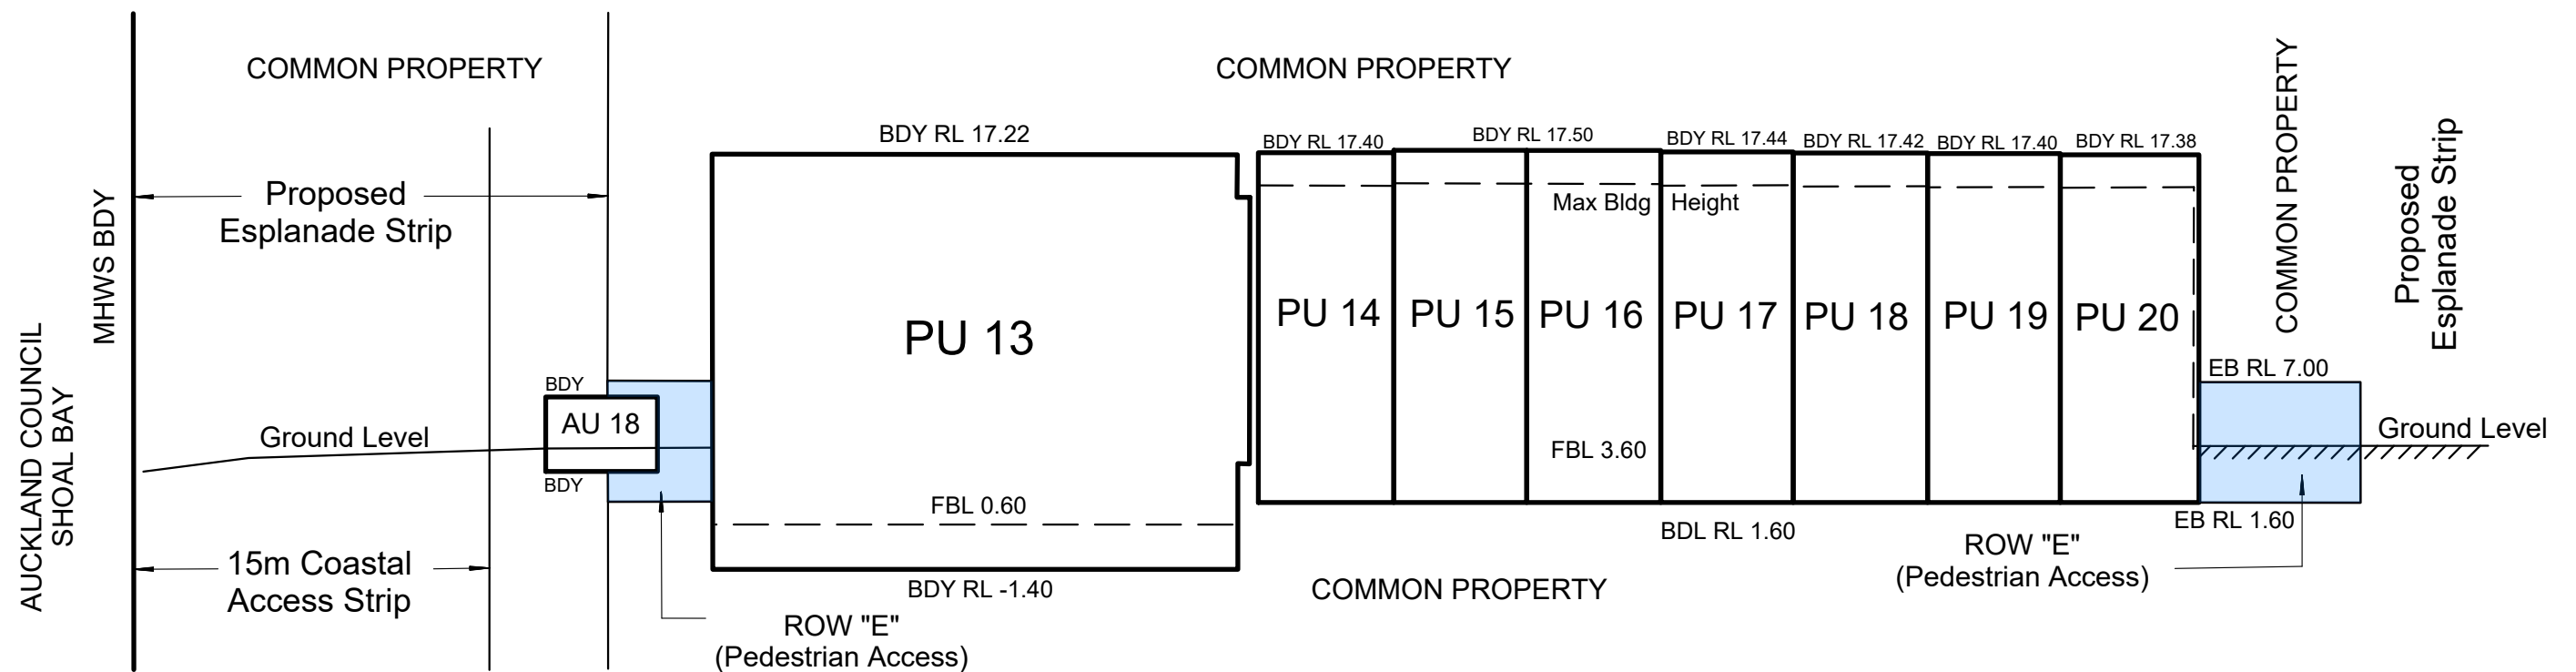 COMMON PROPERTY
COMMON PROPERTY
COMMON PROPERTY
BDY RL 17.22
BDY RL 17.40
BDY RL 17.50
BDY RL 17.44
BDY RL 17.42
BDY RL 17.40
BDY RL 17.38
MHWS BDY
Proposed
Esplanade Strip
Max Bldg Height
Proposed
Esplanade Strip
PU 13
PU 14
PU 15
PU 16
PU 17
PU 18
PU 19
PU 20
AUCKLAND COUNCIL
SHOAL BAY
BDY
AU 18
BDY
Ground Level
EB RL 7.00
Ground Level
FBL 3.60
FBL 0.60
EB RL 1.60
BDL RL 1.60
15m Coastal
Access Strip
BDY RL -1.40
COMMON PROPERTY
ROW "E"
(Pedestrian Access)
ROW "E"
(Pedestrian Access)